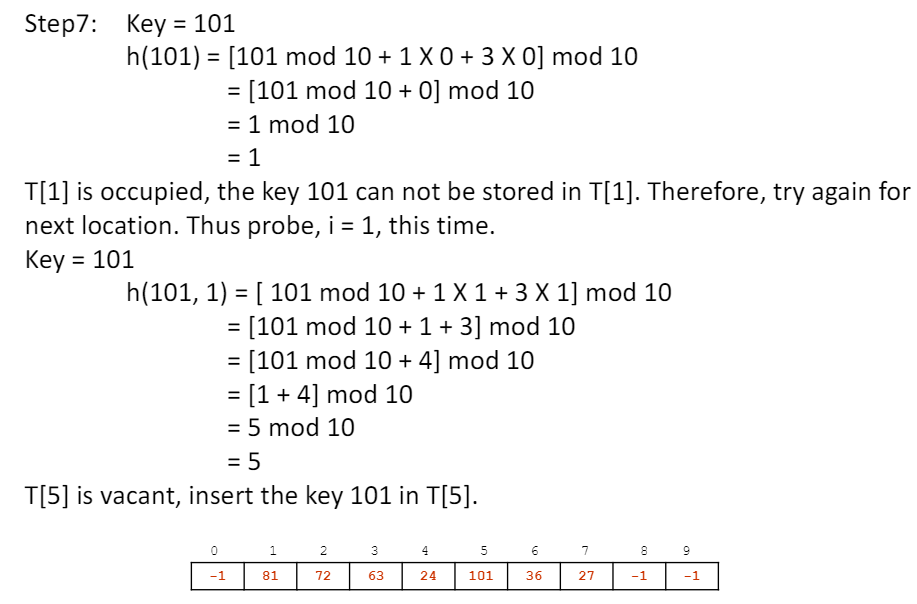 Step7: Key = 101
h(101) = [101 mod 10 + 1 X 0 + 3 X 0] mod 10
= [101 mod 10 + 0] mod 10
= 1 mod 10
= 1
T[1] is occupied, the key 101 can not be stored in T[1]. Therefore, try again for
next location. Thus probe, i = 1, this time.
Key = 101
h(101, 1) = [ 101 mod 10 + 1 X 1 + 3 X 1] mod 10
= [101 mod 10 + 1 + 3] mod 10
= [101 mod 10 + 4] mod 10
= [1 + 4] mod 10
= 5 mod 10
= 5
T[5] is vacant, insert the key 101 in T[5].
0 1 2 3 4 5 6 7 8 9
-1 81 72 63 24 101 36 27 -1 -1